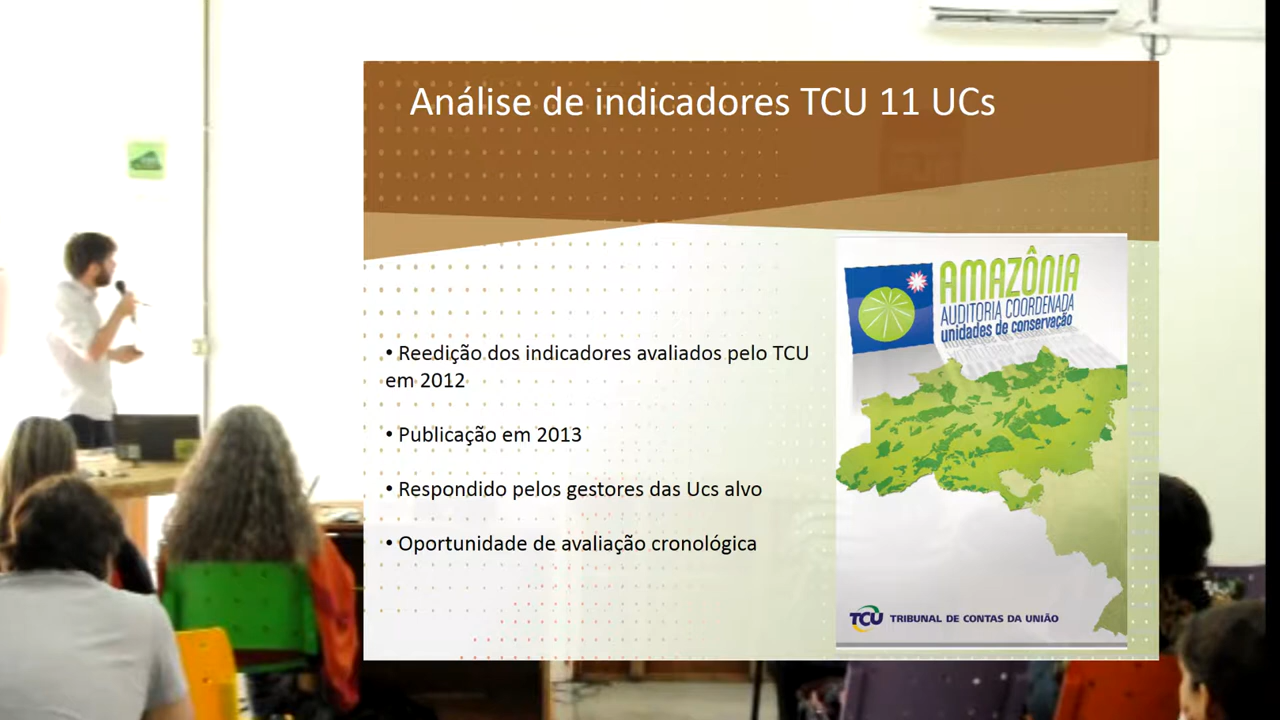 Análise de indicadores TCU 11 UCs
AMAZÔNIA
AUDITORIA COORDENADA
unidades de conservação
• Reedição dos indicadores avaliados pelo TCU
em 2012
• Publicação em 2013
• Respondido pelos gestores das Ucs alvo
• Oportunidade de avaliação cronológica
TCU TRIBUNAL DE CONTAS DA UNIÃO